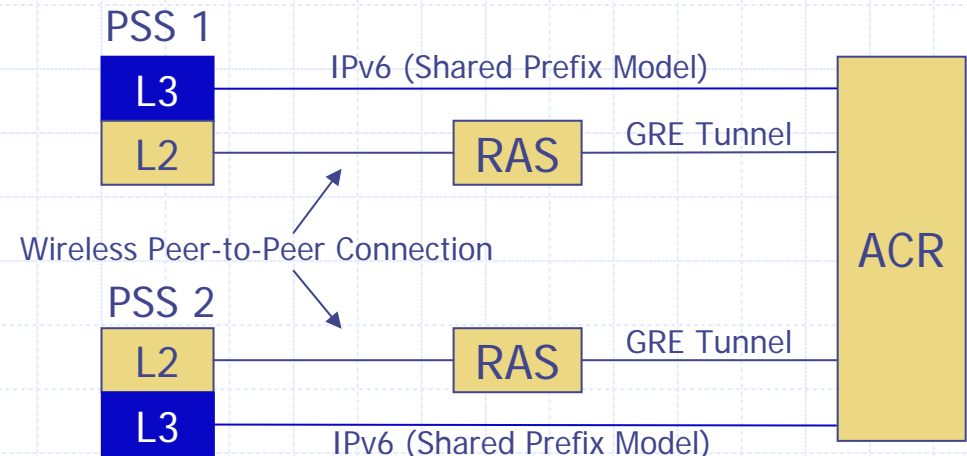 PSS 1
L3
IPv6 (Shared Prefix Model)
L2
RAS
GRE Tunnel
ACR
Wireless Peer-to-Peer Connection
PSS 2
L2
RAS
GRE Tunnel
L3
IPv6 (Shared Prefix Model)